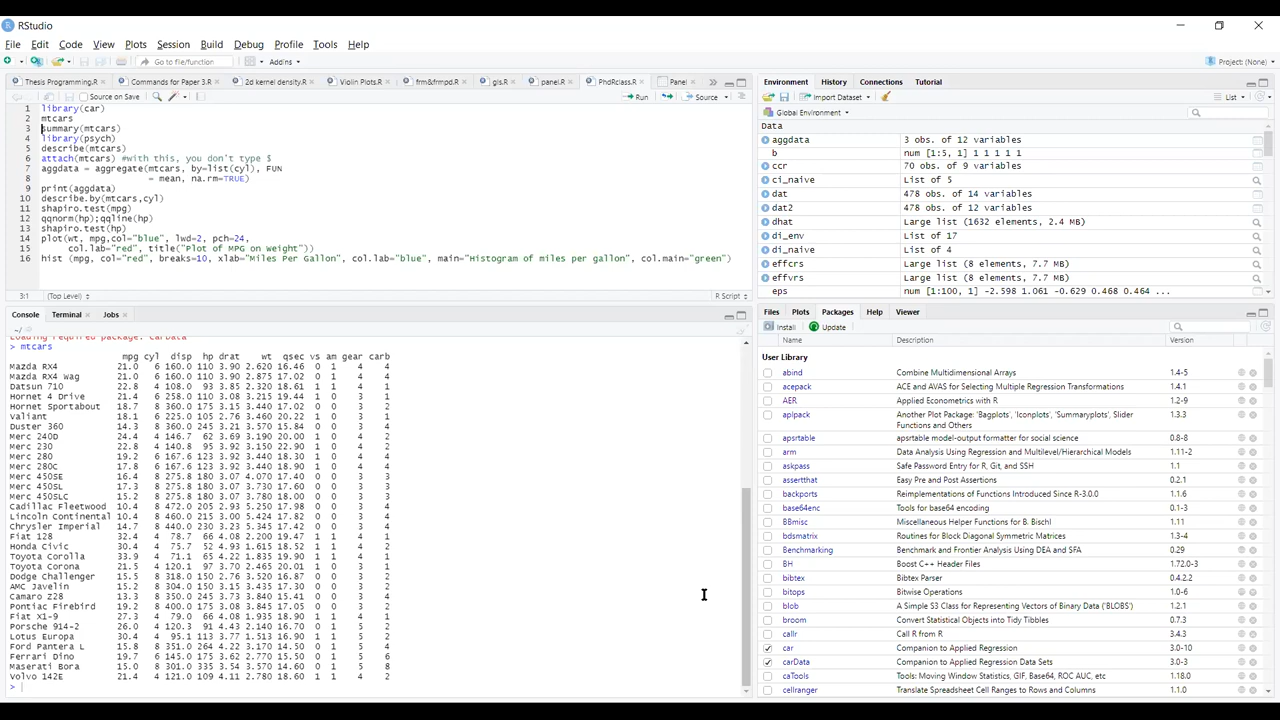 RStudio
File Edit Code View Plots Session Build Debug Profile Tools Help
Go to file/function Addins Project: (None)
Thesis Programming.R Commands for Paper 3.R 2d kernel density.R Violin Plots.R frm&frmpd.R gis.R panel.R PhdRclass.R Panel
Source on Save Run Source
1 library(car)
2 mtcars
3 summary(mtcars)
4 library(psych)
5 describe(mtcars)
6 attach(mtcars) #with this, you don't type $
7 aggdata = aggregate(mtcars, by=list(cyl), FUN
8 = mean, na.rm=TRUE)
9 print(aggdata)
10 describe.by(mtcars,cyl)
11 shapiro.test(mpg)
12 qqnorm(hp);qqline(hp)
13 shapiro.test(hp)
14 plot(wt, mpg,col="blue", lwd=2, pch=24,
15 col.lab="red", title("Plot of MPG on Weight"))
16 hist (mpg, col="red", breaks=10, xlab="Miles Per Gallon", col.lab="blue", main="Histogram of miles per gallon", col.main="green")
3:1 (Top Level) R Script
Console Terminal Jobs
~/
Loading required package: carData
> mtcars
mpg cyl disp hp drat wt qsec vs am gear carb
Mazda RX4 21.0 6 160.0 110 3.90 2.620 16.46 0 1 4 4
Mazda RX4 Wag 21.0 6 160.0 110 3.90 2.875 17.02 0 1 4 4
Datsun 710 22.8 4 108.0 93 3.85 2.320 18.61 1 1 4 1
Hornet 4 Drive 21.4 6 258.0 110 3.08 3.215 19.44 1 0 3 1
Hornet Sportabout 18.7 8 360.0 175 3.15 3.440 17.02 0 0 3 2
Valiant 18.1 6 225.0 105 2.76 3.460 20.22 1 0 3 1
Duster 360 14.3 8 360.0 245 3.21 3.570 15.84 0 0 3 4
Merc 240D 24.4 4 146.7 62 3.69 3.190 20.00 1 0 4 2
Merc 230 22.8 4 140.8 95 3.92 3.150 22.90 1 0 4 2
Merc 280 19.2 6 167.6 123 3.92 3.440 18.30 1 0 4 4
Merc 280C 17.8 6 167.6 123 3.92 3.440 18.90 1 0 4 4
Merc 450SE 16.4 8 275.8 180 3.07 4.070 17.40 0 0 3 3
Merc 450SL 17.3 8 275.8 180 3.07 3.730 17.60 0 0 3 3
Merc 450SLC 15.2 8 275.8 180 3.07 3.780 18.00 0 0 3 3
Cadillac Fleetwood 10.4 8 472.0 205 2.93 5.250 17.98 0 0 3 4
Lincoln Continental 10.4 8 460.0 215 3.00 5.424 17.82 0 0 3 4
Chrysler Imperial 14.7 8 440.0 230 3.23 5.345 17.42 0 0 3 4
Fiat 128 32.4 4 78.7 66 4.08 2.200 19.47 1 1 4 1
Honda Civic 30.4 4 75.7 52 4.93 1.615 18.52 1 1 4 2
Toyota Corolla 33.9 4 71.1 65 4.22 1.835 19.90 1 1 4 1
Toyota Corona 21.5 4 120.1 97 3.70 2.465 20.01 1 0 3 1
Dodge Challenger 15.5 8 318.0 150 2.76 3.520 16.87 0 0 3 2
AMC Javelin 15.2 8 304.0 150 3.15 3.435 17.30 0 0 3 2
Camaro Z28 13.3 8 350.0 245 3.73 3.840 15.41 0 0 3 4
Pontiac Firebird 19.2 8 400.0 175 3.08 3.845 17.05 0 0 3 2
Fiat X1-9 27.3 4 79.0 66 4.08 1.935 18.90 1 1 4 1
Porsche 914-2 26.0 4 120.3 91 4.43 2.140 16.70 0 1 5 2
Lotus Europa 30.4 4 95.1 113 3.77 1.513 16.90 1 1 5 2
Ford Pantera L 15.8 8 351.0 264 4.22 3.170 14.50 0 1 5 4
Ferrari Dino 19.7 6 145.0 175 3.62 2.770 15.50 0 1 5 6
Maserati Bora 15.0 8 301.0 335 3.54 3.570 14.60 0 1 5 8
Volvo 142E 21.4 4 121.0 109 4.11 2.780 18.60 1 1 4 2
>
Environment History Connections Tutorial
Import Dataset List
Global Environment
Data
aggdata 3 obs. of 12 variables
b num [1:5, 1] 1 1 1 1 1
ccr 70 obs. of 9 variables
ci_naive List of 5
dat 478 obs. of 14 variables
dat2 478 obs. of 12 variables
dhat Large list (1632 elements, 2.4 MB)
di_env List of 17
di_naive List of 4
effcrs Large list (8 elements, 7.7 MB)
effvrs Large list (8 elements, 7.7 MB)
eps num [1:100, 1] -2.598 1.061 -0.629 0.468 0.464 ...
Files Plots Packages Help Viewer
Install Update
Name Description Version
User Library
abind Combine Multidimensional Arrays 1.4-5
acepack ACE and AVAS for Selecting Multiple Regression Transformations 1.4.1
AER Applied Econometrics with R 1.2-9
aplpack Another Plot Package: 'Bagplots', 'Iconplots', 'Summaryplots', Slider 1.3.3
Functions and Others
apsrtable apsrtable model-output formatter for social science 0.8-8
arm Data Analysis Using Regression and Multilevel/Hierarchical Models 1.11-2
askpass Safe Password Entry for R, Git, and SSH 1.1
assertthat Easy Pre and Post Assertions 0.2.1
backports Reimplementations of Functions Introduced Since R-3.0.0 1.1.6
base64enc Tools for base64 encoding 0.1-3
BBmisc Miscellaneous Helper Functions for B. Bischl 1.11
bdsmatrix Routines for Block Diagonal Symmetric Matrices 1.3-4
Benchmarking Benchmark and Frontier Analysis Using DEA and SFA 0.29
BH Boost C++ Header Files 1.72.0-3
bibtex Bibtex Parser 0.4.2.2
bitops Bitwise Operations 1.0-6
blob A Simple S3 Class for Representing Vectors of Binary Data ('BLOBS') 1.2.1
broom Convert Statistical Objects into Tidy Tibbles 0.7.3
callr Call R from R 3.4.3
car Companion to Applied Regression 3.0-10
carData Companion to Applied Regression Data Sets 3.0-3
caTools Tools: Moving Window Statistics, GIF, Base64, ROC AUC, etc 1.18.0
cellranger Translate Spreadsheet Cell Ranges to Rows and Columns 1.1.0